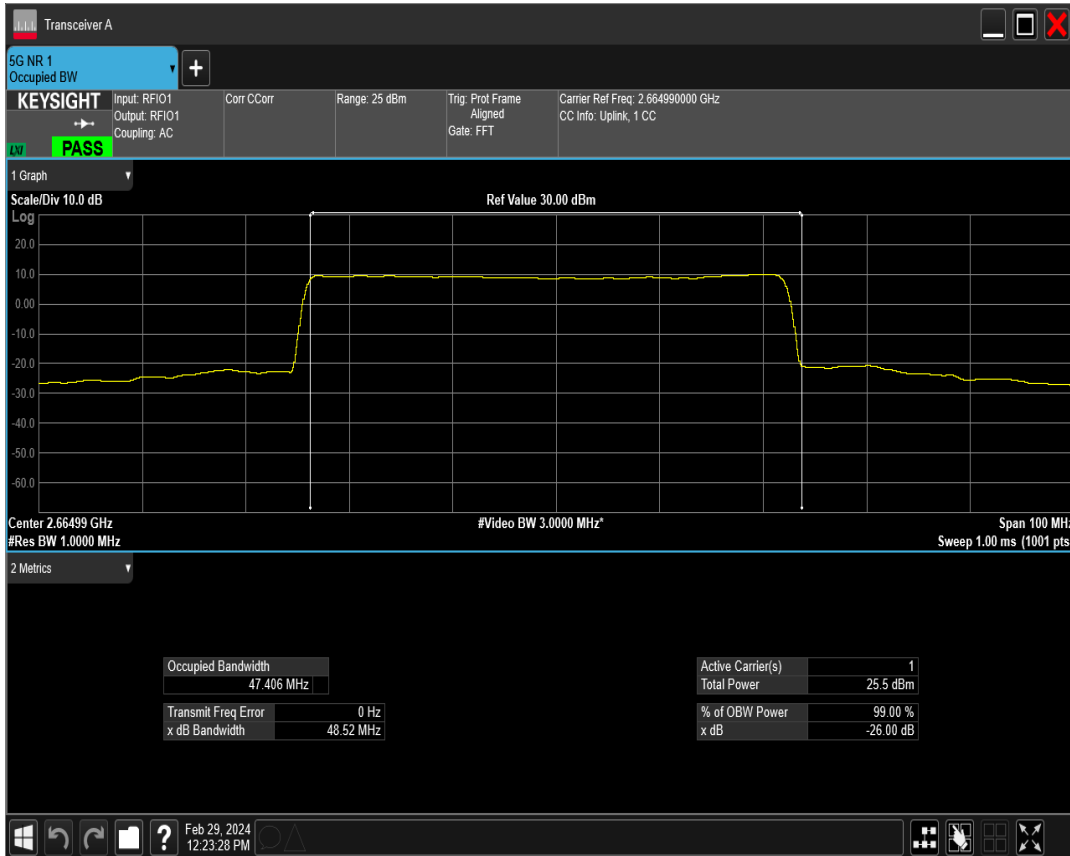 Transceiver A
5G NR 1
Occupied BW
KEYSIGHT
LXI
PASS
Input: RFIO1
Output: RFIO1
Coupling: AC
Corr CCorr
Range: 25 dBm
Trig: Prot Frame
Aligned
Gate: FFT
Carrier Ref Freq: 2.664990000 GHz
CC Info: Uplink, 1 CC
1 Graph
Scale/Div 10.0 dB
Ref Value 30.00 dBm
Log
20.0
10.0
0.00
-10.0
-20.0
-30.0
-40.0
-50.0
-60.0
Center 2.66499 GHz
#Video BW 3.0000 MHz*
Span 100 MHz
#Res BW 1.0000 MHz
Sweep 1.00 ms (1001 pts
2 Metrics
Occupied Bandwidth
47.406 MHz
Transmit Freq Error 0 Hz
x dB Bandwidth 48.52 MHz
Active Carrier(s) 1
Total Power 25.5 dBm
% of OBW Power 99.00 %
x dB -26.00 dB
?
Feb 29, 2024
12:23:28 PM